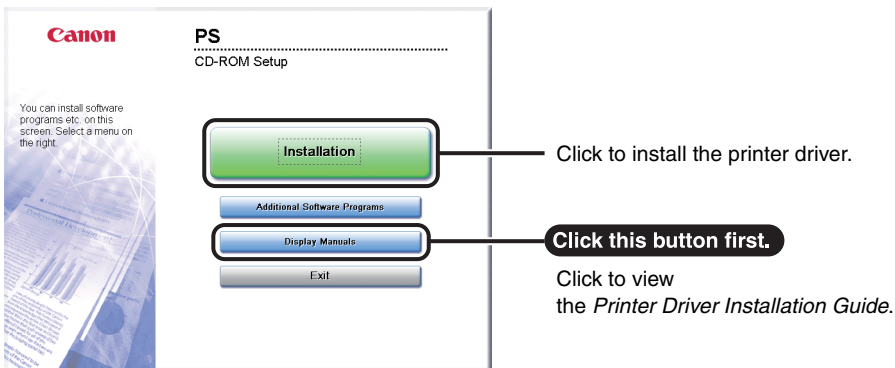 Canon
PS
CD-ROM Setup
You can install software
programs etc. on this
screen. Select a menu on
the right.
Installation
Click to install the printer driver.
Additional Software Programs
Display Manuals
Click this button first.
Exit
Click to view
the Printer Driver Installation Guide.